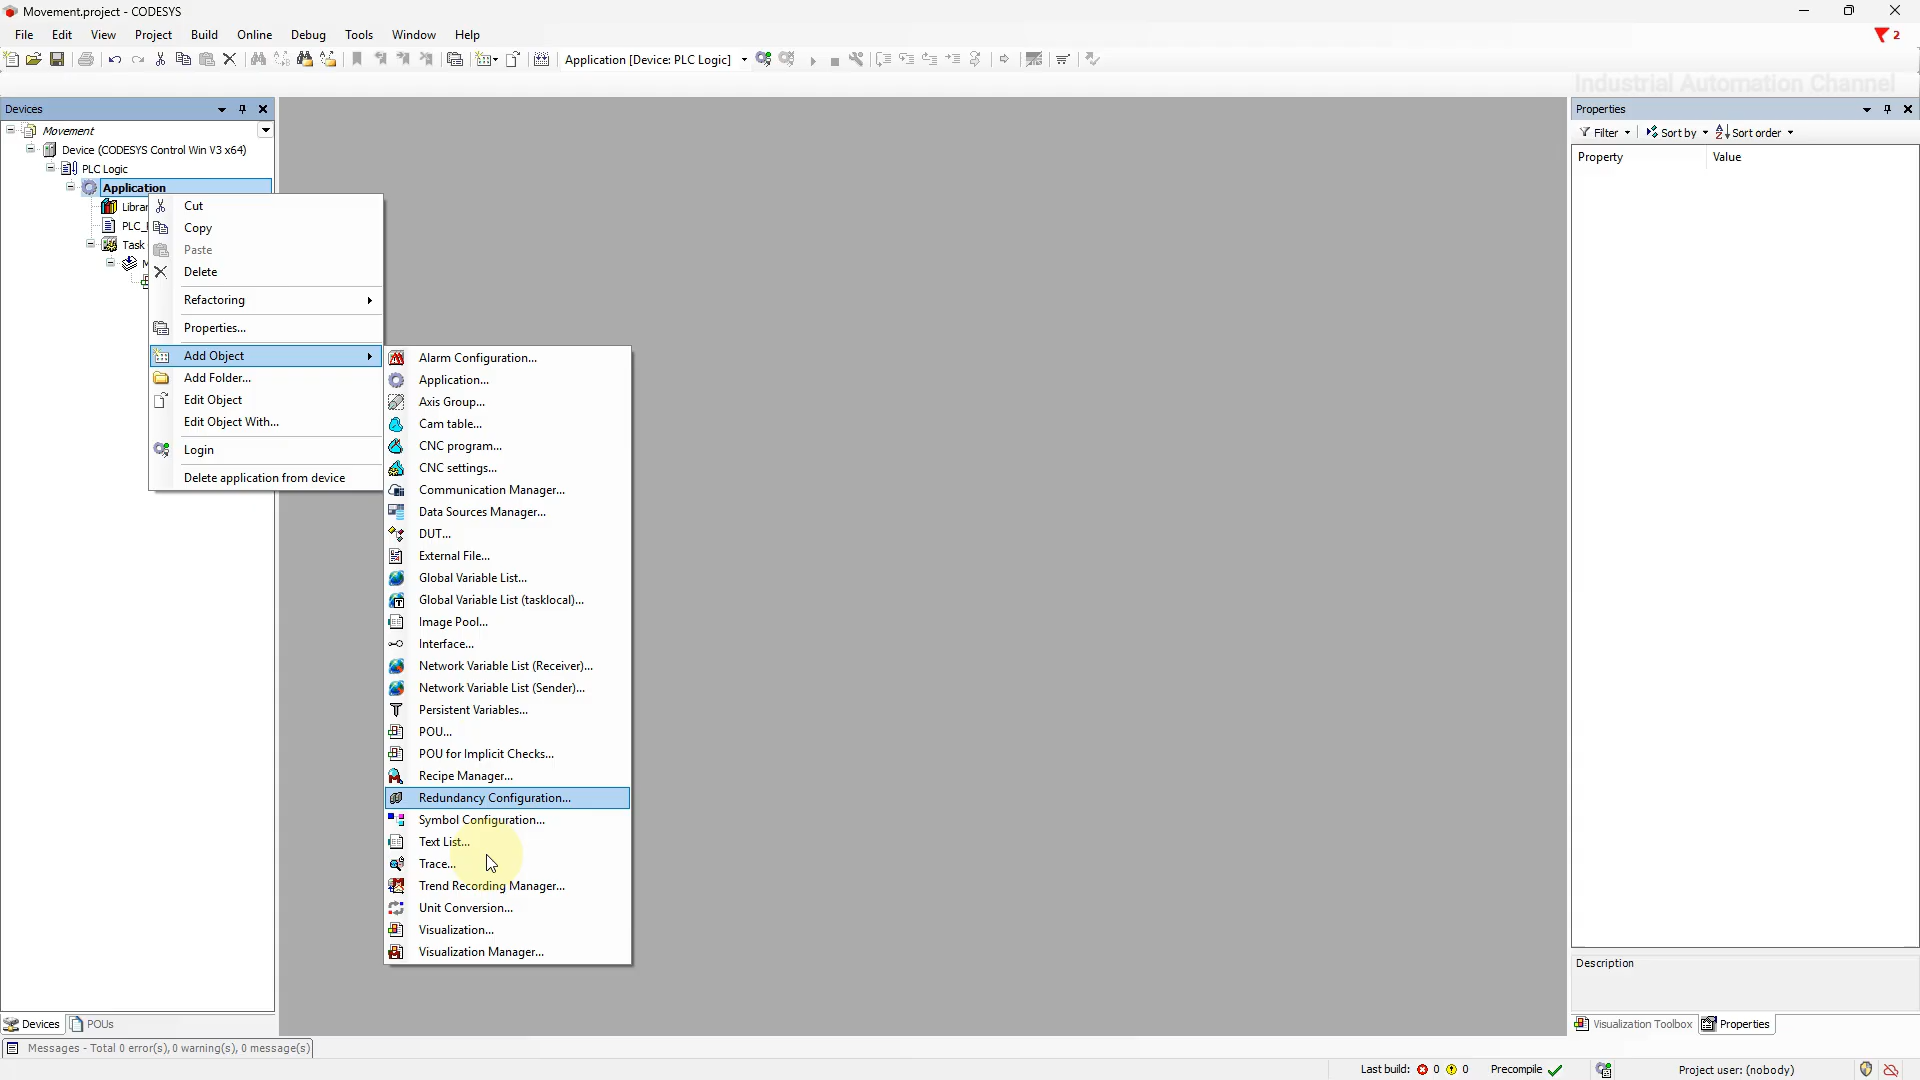 Movement.project - CODESYS
File Edit View Project Build Online Debug Tools Window Help
2
Application [Device: PLC Logic]
Industrial Automation Channel
Devices
Movement
Device (CODESYS Control Win V3 x64)
PLC Logic
Application
Librar
PLC_
Task
Cut
Copy
Paste
Delete
Refactoring
Properties...
Add Object
Add Folder...
Edit Object
Edit Object With...
Login
Delete application from device
Alarm Configuration...
Application...
Axis Group...
Cam table...
CNC program...
CNC settings...
Communication Manager...
Data Sources Manager...
DUT...
External File...
Global Variable List...
Global Variable List (tasklocal)...
Image Pool...
Interface...
Network Variable List (Receiver)...
Network Variable List (Sender)...
Persistent Variables...
POU...
POU for Implicit Checks...
Recipe Manager...
Redundancy Configuration...
Symbol Configuration...
Text List...
Trace...
Trend Recording Manager...
Unit Conversion...
Visualization...
Visualization Manager...
Properties
Filter Sort by Sort order
Property Value
Description
Devices POUs
Visualization Toolbox Properties
Messages - Total 0 error(s), 0 warning(s), 0 message(s)
Last build: 0 0 Precompile Project user: (nobody)